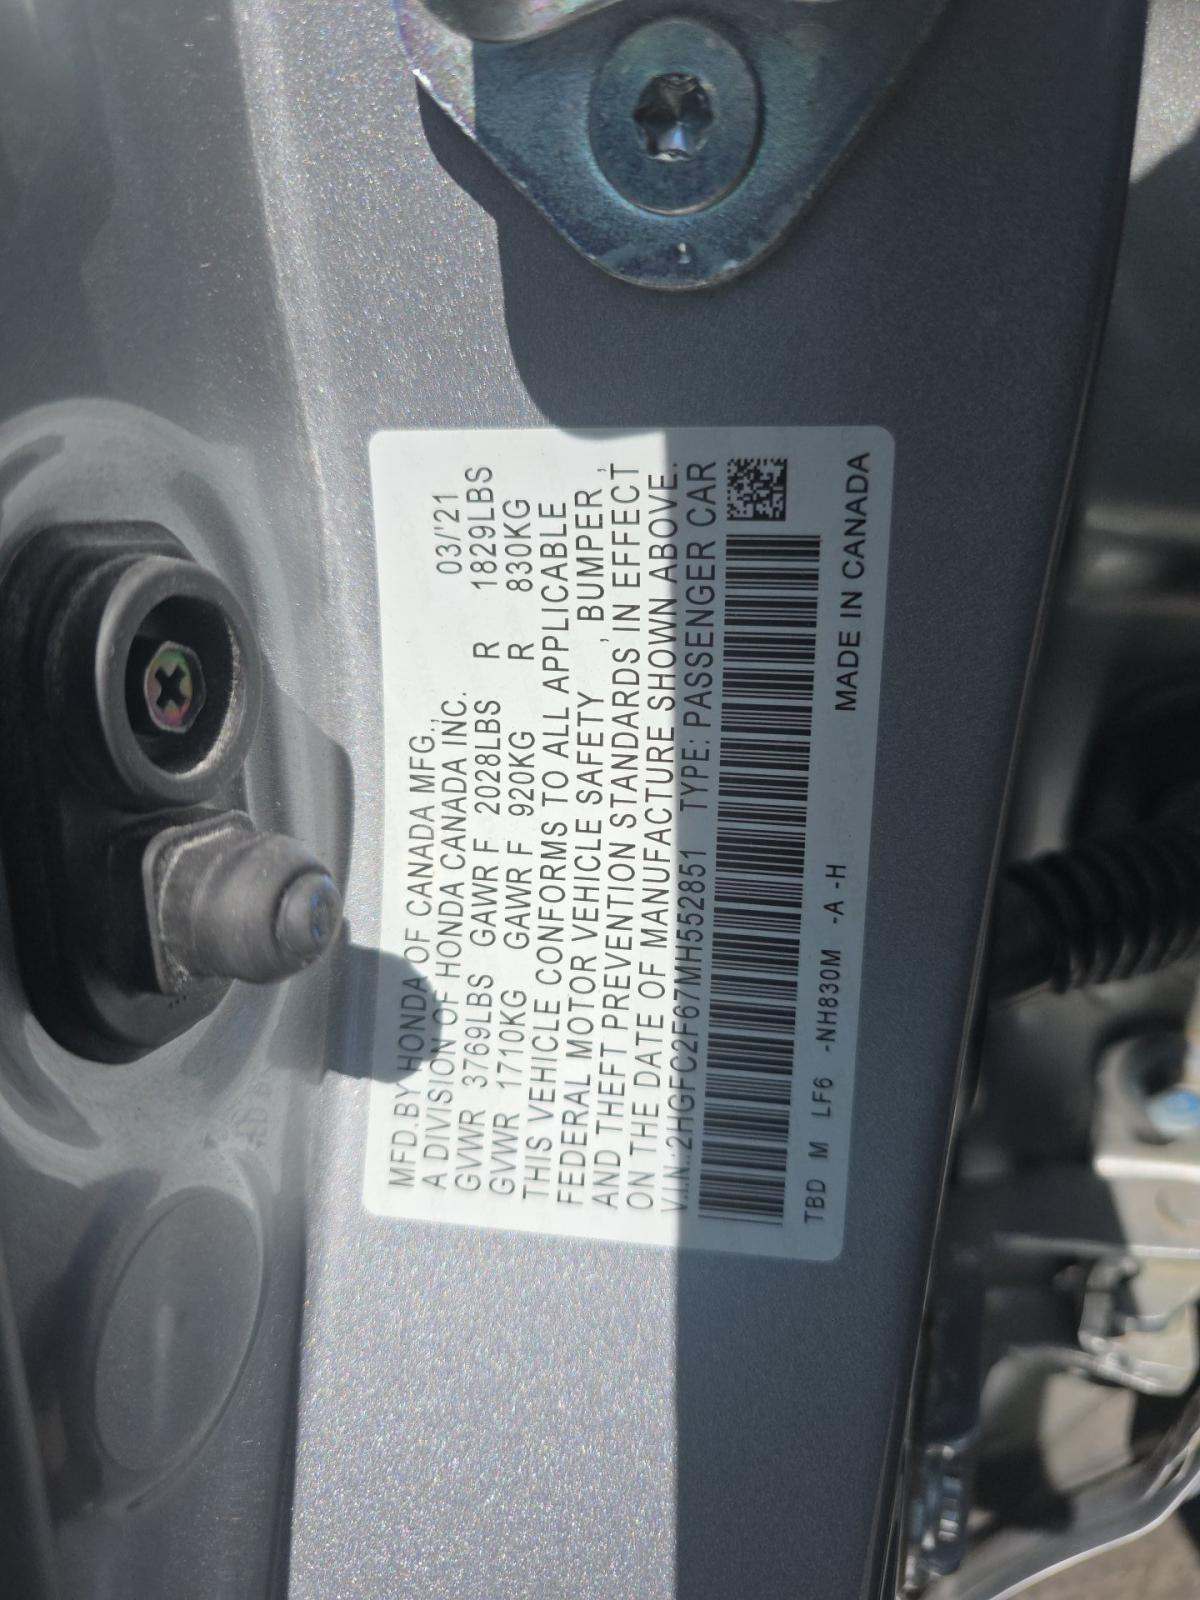 MFD.BY HONDA OF CANADA MFG., 03/'21
A DIVISION OF HONDA CANADA INC.
GVWR 3769LBS GAWR F 2028LBS R 1829LBS
GVWR 1710KG GAWR F 920KG R 830KG
THIS VEHICLE CONFORMS TO ALL APPLICABLE
FEDERAL MOTOR VEHICLE SAFETY, BUMPER,
AND THEFT PREVENTION STANDARDS IN EFFECT
ON THE DATE OF MANUFACTURE SHOWN ABOVE.
V.I.N.:2HGFC2F67MH552851 TYPE: PASSENGER CAR
TBD M LF6 -NH830M -A -H MADE IN CANADA